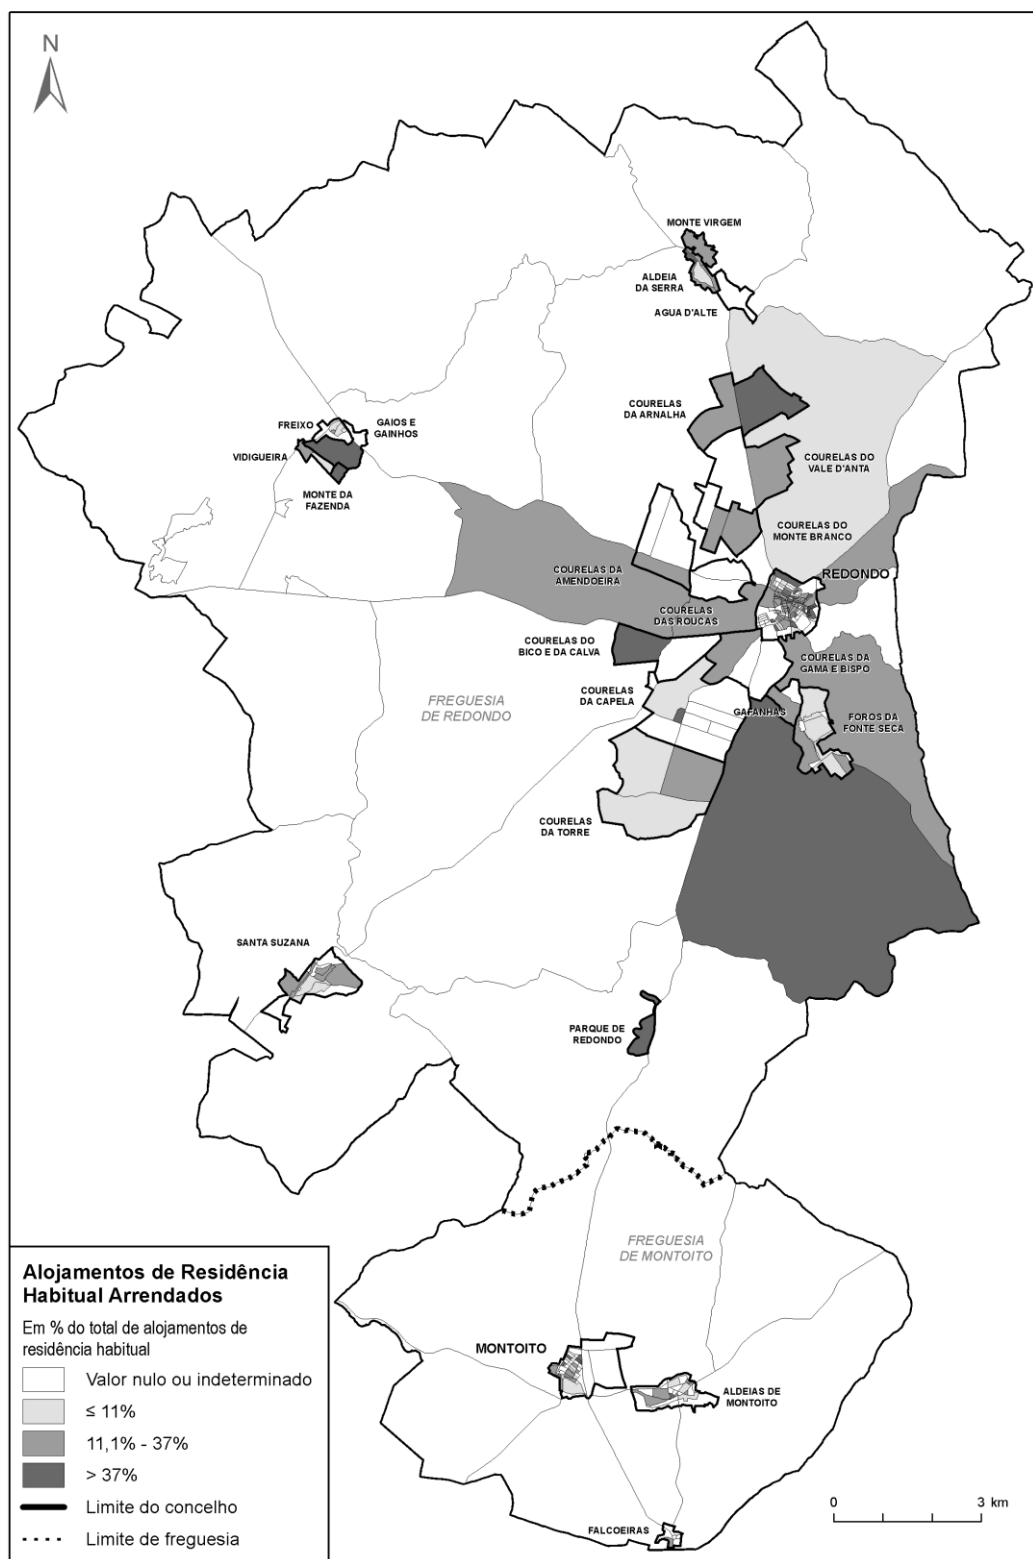 N
MONTE VIRGEM
ALDEIA
DA SERRA
AGUA D'ALTE
COURELAS
DA ARNALHA
FREIXO
GAIOS E
GAINHOS
VIDIGUEIRA
MONTE DA
FAZENDA
COURELAS DO
VALE D'ANTA
COURELAS DO
MONTE BRANCO
COURELAS DA
AMENDOEIRA
REDONDO
COURELAS
DAS ROUCAS
COURELAS DO
BICO E DA CALVA
COURELAS DA
GAMA E BISPO
COURELAS
DA CAPELA
FREGUESIA
DE REDONDO
GAFANHAS
FOROS DA
FONTE SECA
COURELAS
DA TORRE
SANTA SUZANA
PARQUE DE
REDONDO
FREGUESIA
DE MONTOITO
MONTOITO
ALDEIAS DE
MONTOITO
FALCOEIRAS
Alojamentos de Residência
Habitual Arrendados
Em % do total de alojamentos de
residência habitual
Valor nulo ou indeterminado
≤ 11%
11,1% - 37%
> 37%
Limite do concelho
Limite de freguesia
0 3 km